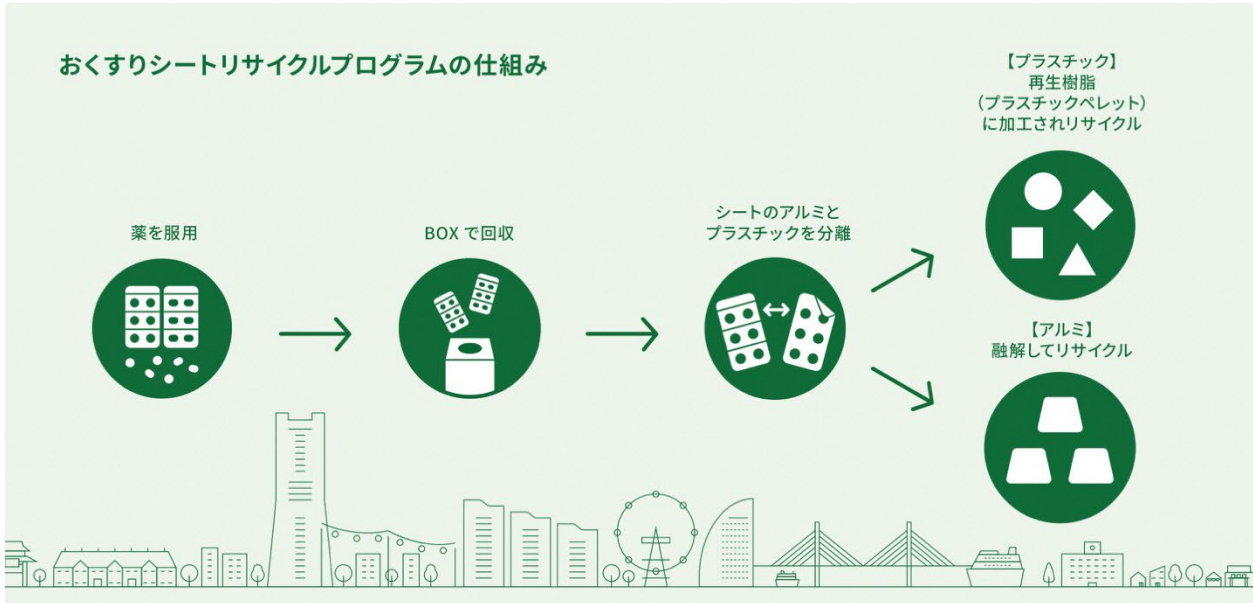 おくすりシートリサイクルプログラムの仕組み
薬を服用
BOX で回収
シートのアルミと
プラスチックを分離
【プラスチック】
再生樹脂
（プラスチックペレット）
に加工されリサイクル
【アルミ】
融解してリサイクル